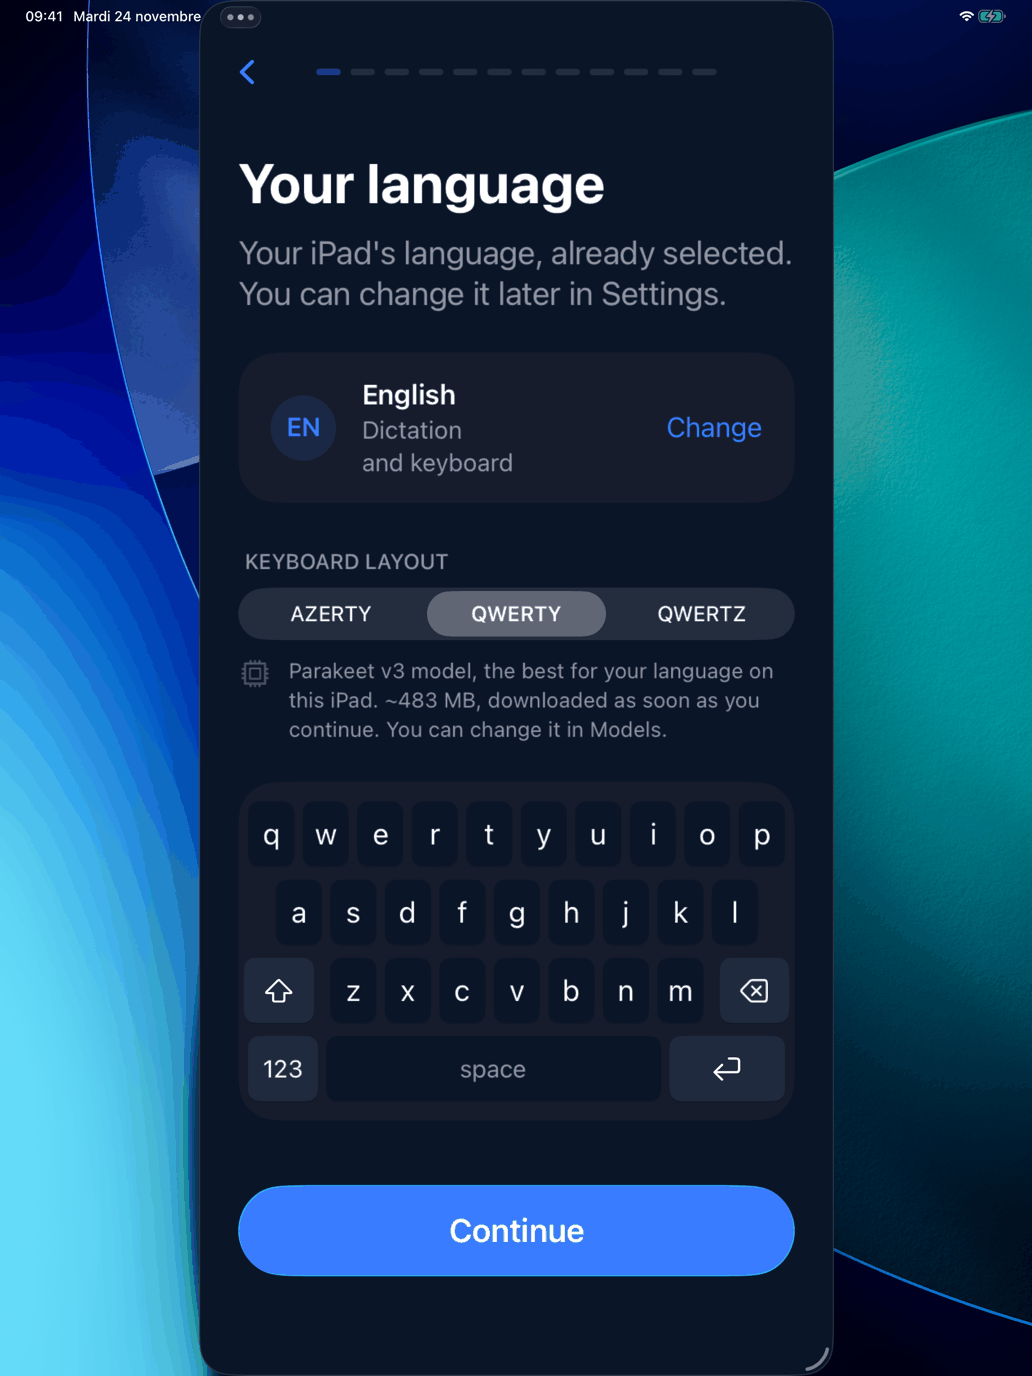 09:41 Mardi 24 novembre
Your language
Your iPad's language, already selected.
You can change it later in Settings.
EN
English
Dictation
and keyboard
Change
KEYBOARD LAYOUT
AZERTY QWERTY QWERTZ
Parakeet v3 model, the best for your language on
this iPad. ~483 MB, downloaded as soon as you
continue. You can change it in Models.
q w e r t y u i o p
a s d f g h j k l
z x c v b n m
123 space
Continue